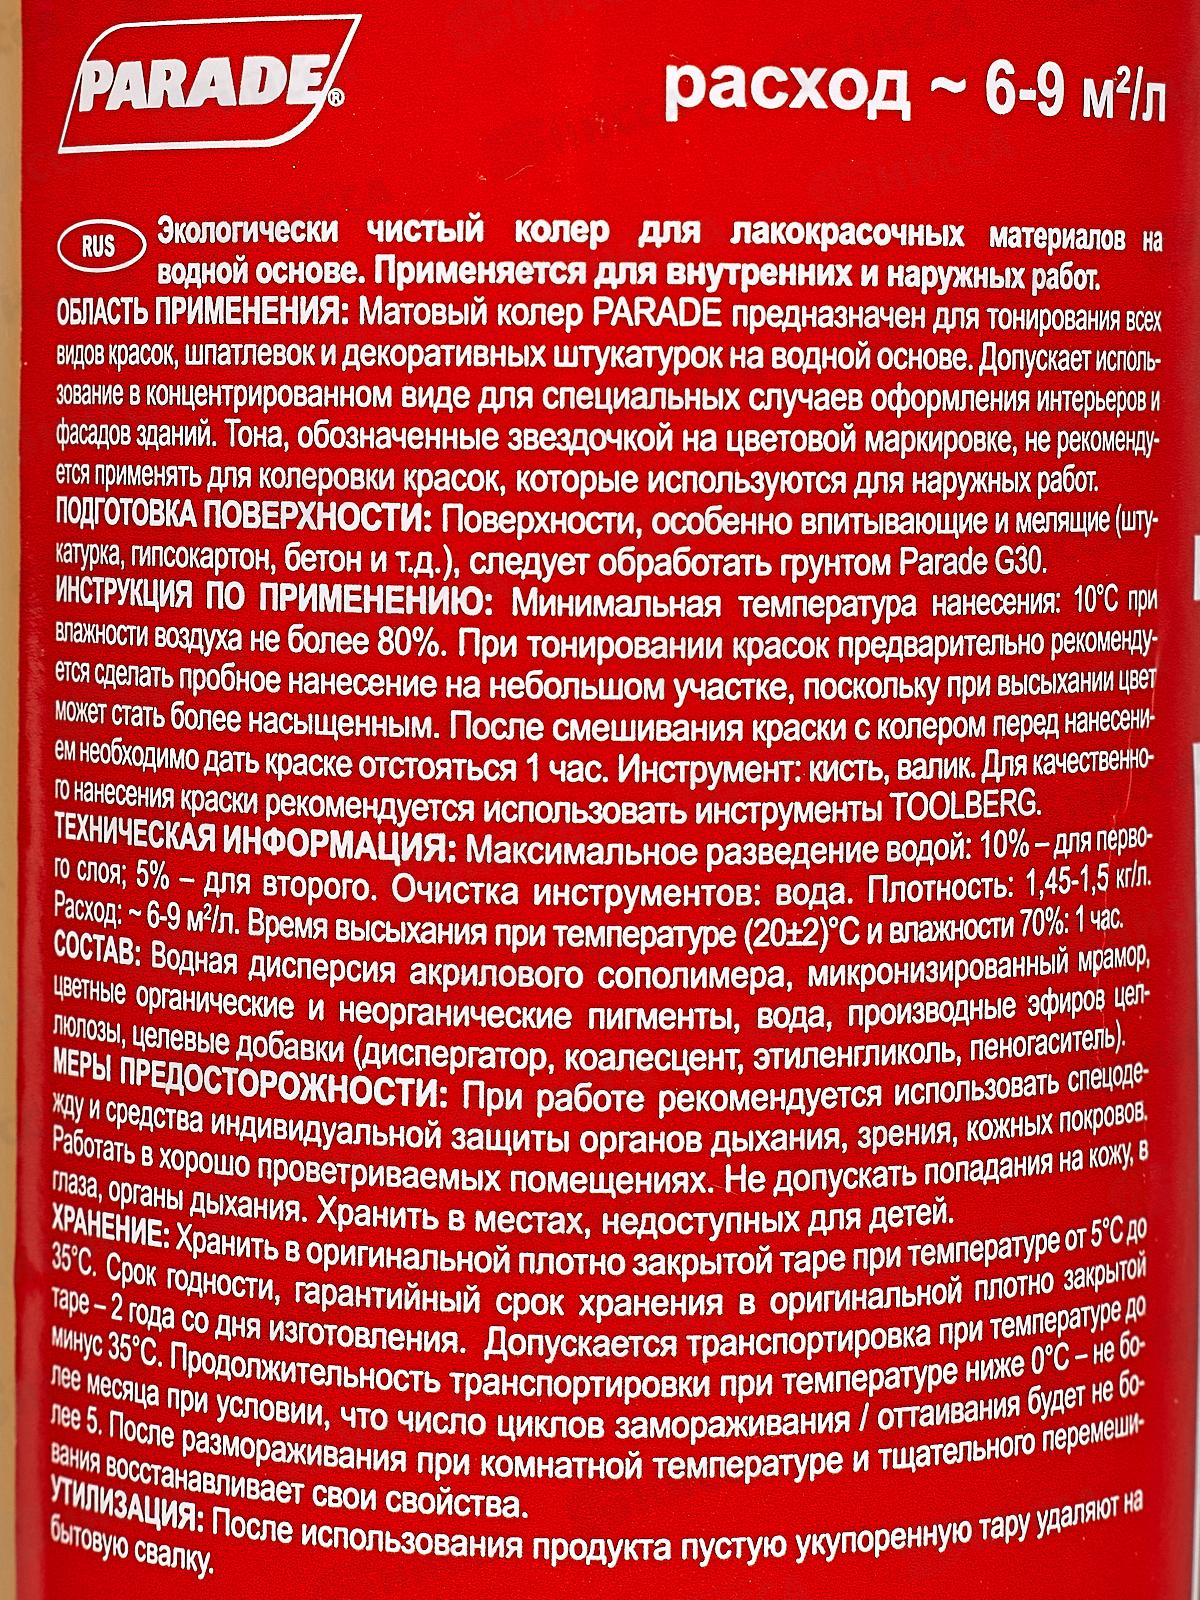 PARADE®
расход ~ 6-9 м²/л
RUS
Экологически чистый колер для лакокрасочных материалов на
водной основе. Применяется для внутренних и наружных работ.
ОБЛАСТЬ ПРИМЕНЕНИЯ: Матовый колер PARADE предназначен для тонирования всех
видов красок, шпатлевок и декоративных штукатурок на водной основе. Допускает исполь-
зование в концентрированном виде для специальных случаев оформления интерьеров и
фасадов зданий. Тона, обозначенные звездочкой на цветовой маркировке, не рекоменду-
ется применять для колеровки красок, которые используются для наружных работ.
ПОДГОТОВКА ПОВЕРХНОСТИ: Поверхности, особенно впитывающие и мелящие (шту-
катурка, гипсокартон, бетон и т.д.), следует обработать грунтом Parade G30.
ИНСТРУКЦИЯ ПО ПРИМЕНЕНИЮ: Минимальная температура нанесения: 10°С при
влажности воздуха не более 80%. При тонировании красок предварительно рекоменду-
ется сделать пробное нанесение на небольшом участке, поскольку при высыхании цвет
может стать более насыщенным. После смешивания краски с колером перед нанесени-
ем необходимо дать краске отстояться 1 час. Инструмент: кисть, валик. Для качественно-
го нанесения краски рекомендуется использовать инструменты TOOLBERG.
ТЕХНИЧЕСКАЯ ИНФОРМАЦИЯ: Максимальное разведение водой: 10% – для перво-
го слоя; 5% – для второго. Очистка инструментов: вода. Плотность: 1,45-1,5 кг/л.
Расход: ~ 6-9 м²/л. Время высыхания при температуре (20±2)°С и влажности 70%: 1 час.
СОСТАВ: Водная дисперсия акрилового сополимера, микронизированный мрамор,
цветные органические и неорганические пигменты, вода, производные эфиров цел-
люлозы, целевые добавки (диспергатор, коалесцент, этиленгликоль, пеногаситель).
МЕРЫ ПРЕДОСТОРОЖНОСТИ: При работе рекомендуется использовать спецоде-
жду и средства индивидуальной защиты органов дыхания, зрения, кожных покровов.
Работать в хорошо проветриваемых помещениях. Не допускать попадания на кожу, в
глаза, органы дыхания. Хранить в местах, недоступных для детей.
ХРАНЕНИЕ: Хранить в оригинальной плотно закрытой таре при температуре от 5°С до
35°С. Срок годности, гарантийный срок хранения в оригинальной плотно закрытой
таре – 2 года со дня изготовления. Допускается транспортировка при температуре до
минус 35°С. Продолжительность транспортировки при температуре ниже 0°С – не бо-
лее месяца при условии, что число циклов замораживания / оттаивания будет не бо-
лее 5. После размораживания при комнатной температуре и тщательного перемеши-
вания восстанавливает свои свойства.
УТИЛИЗАЦИЯ: После использования продукта пустую укупоренную тару удаляют на
бытовую свалку.